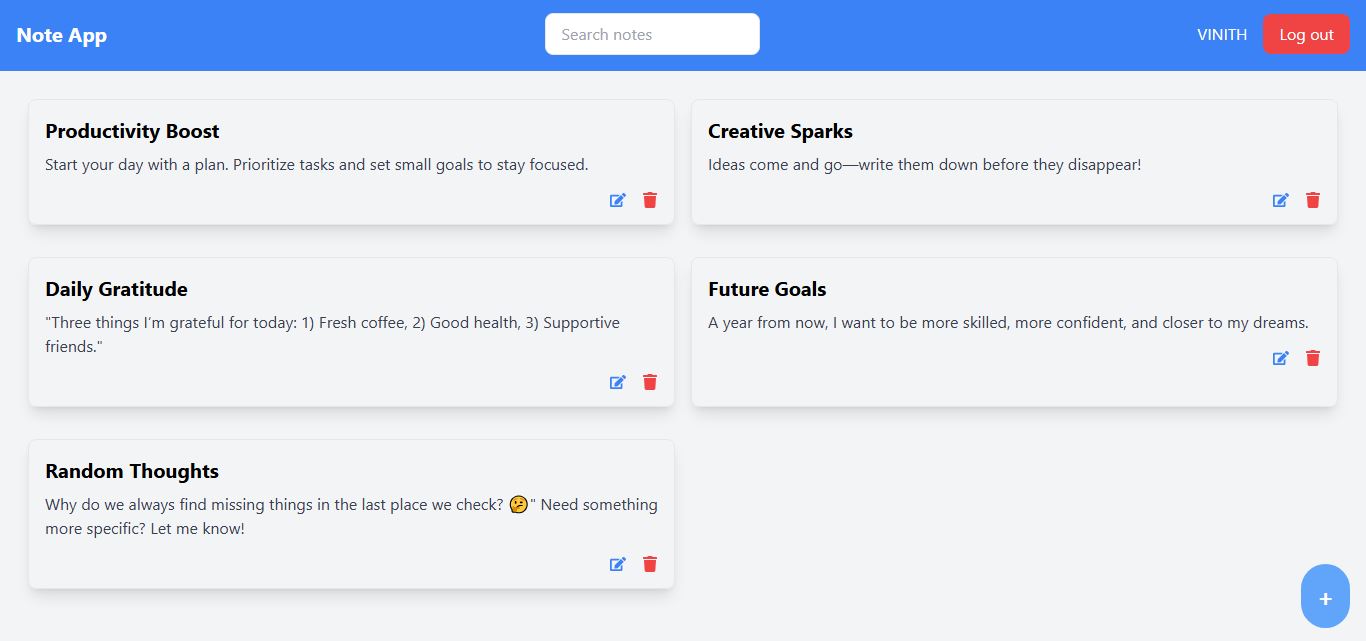 Note App
Search notes
VINITH
Log out
Productivity Boost
Start your day with a plan. Prioritize tasks and set small goals to stay focused.
Creative Sparks
Ideas come and go—write them down before they disappear!
Daily Gratitude
"Three things I’m grateful for today: 1) Fresh coffee, 2) Good health, 3) Supportive
friends."
Future Goals
A year from now, I want to be more skilled, more confident, and closer to my dreams.
Random Thoughts
Why do we always find missing things in the last place we check? 🤔" Need something
more specific? Let me know!
+